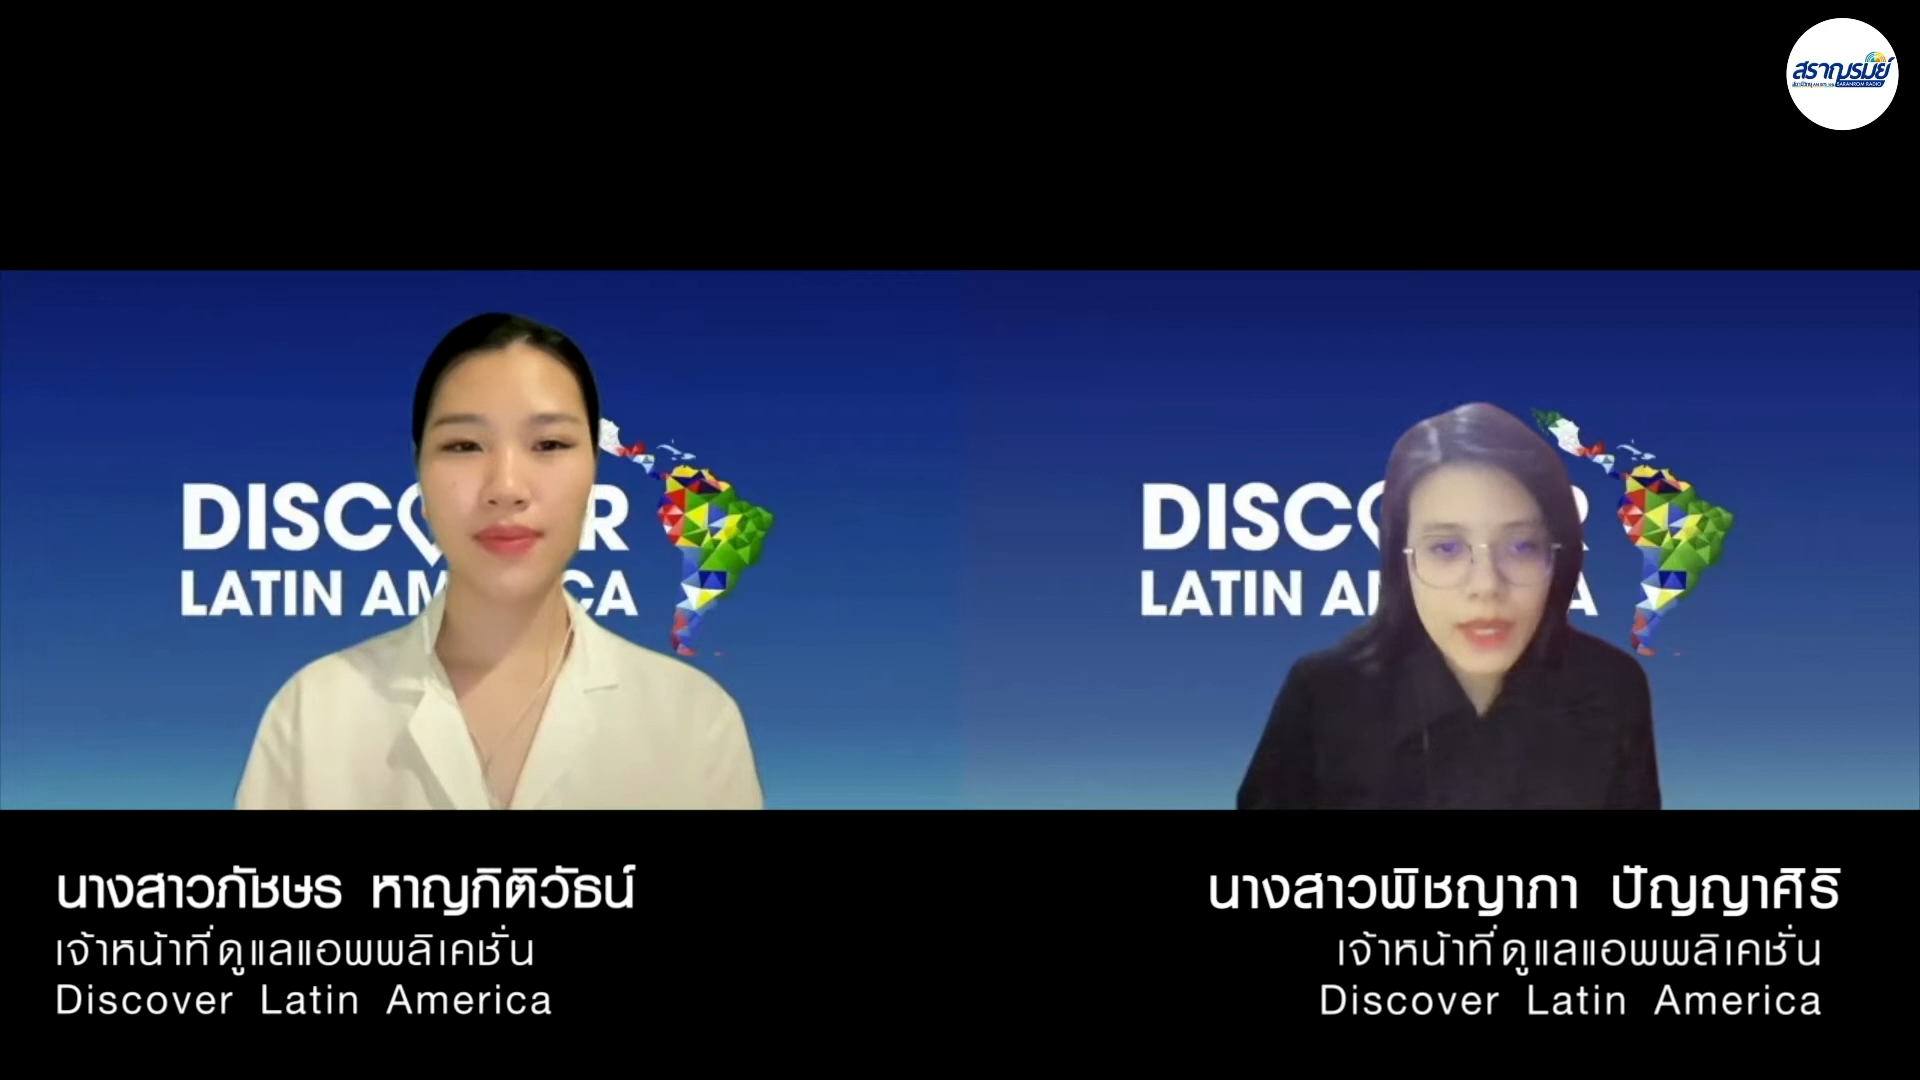 สราญรมย์
SARANROM RADIO
DISCOVER
LATIN AMERICA
DISCOVER
LATIN AMERICA
นางสาวภัชษร หาญกิติวัธน์
เจ้าหน้าที่ดูแลแอพพลิเคชั่น
Discover Latin America
นางสาวพิชญาภา ปัญญาศิริ
เจ้าหน้าที่ดูแลแอพพลิเคชั่น
Discover Latin America